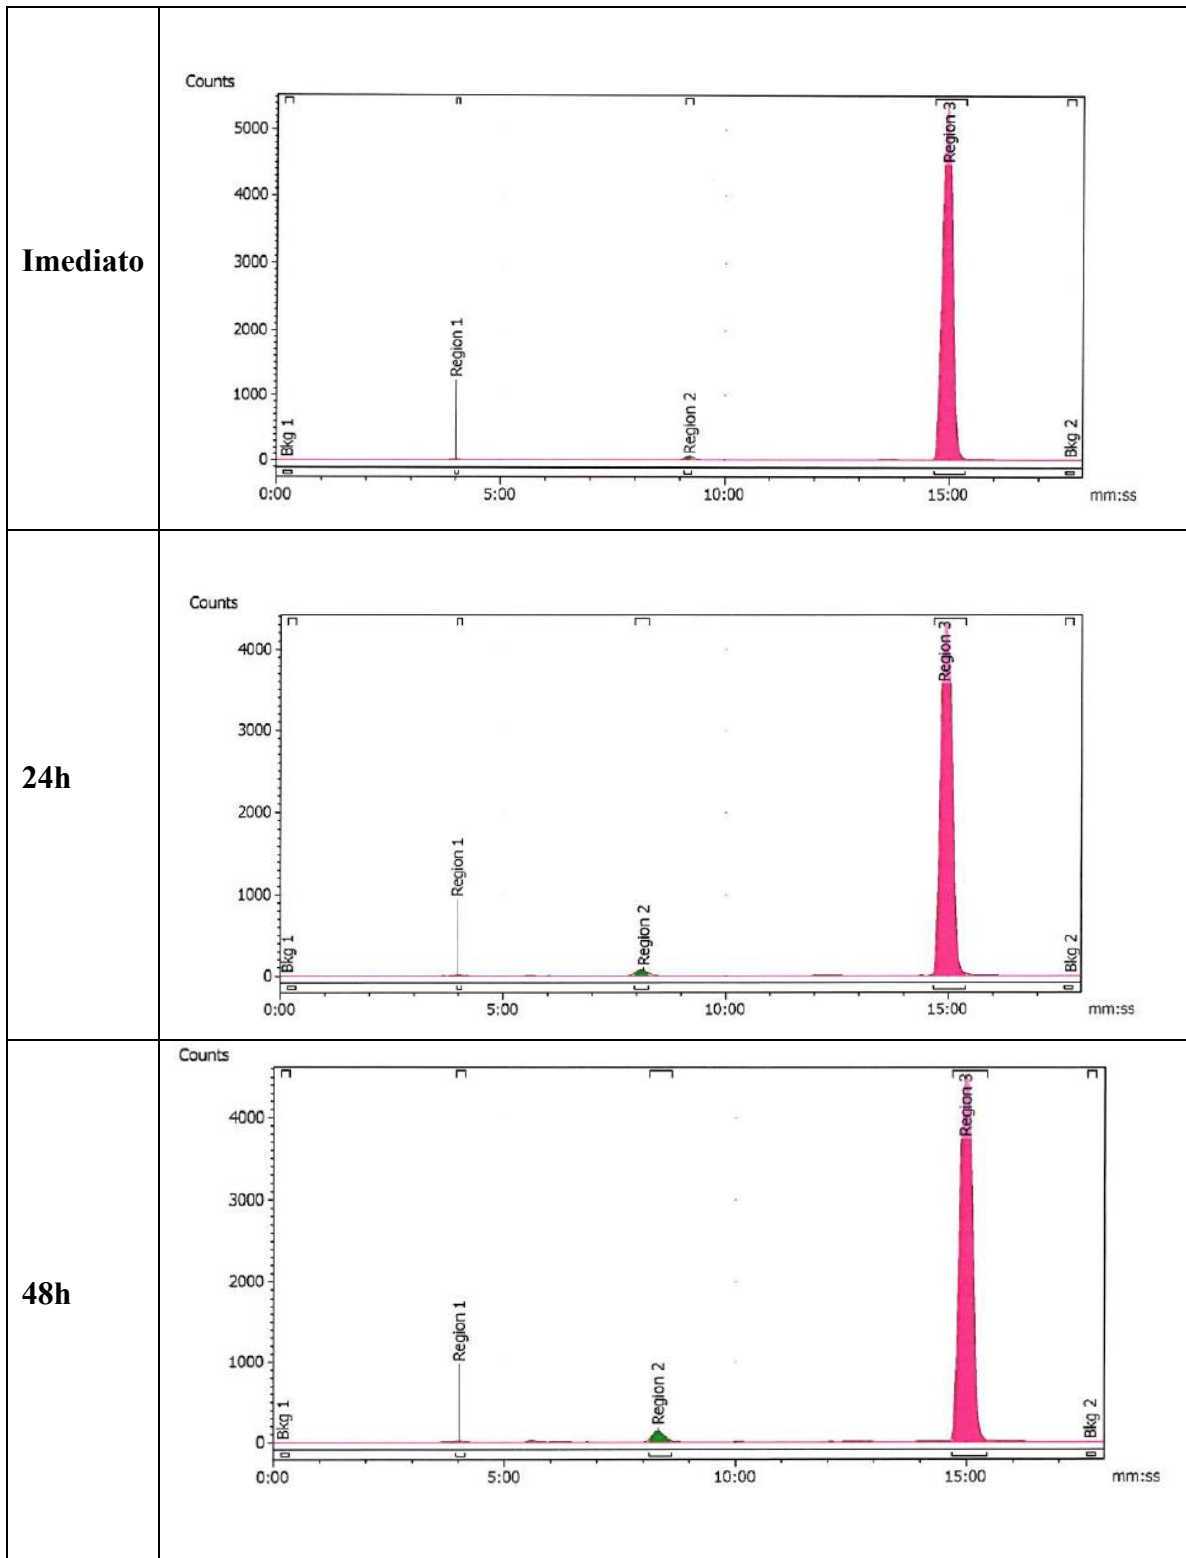 Imediato
Counts
5000
4000
3000
2000
1000
0
Bkg 1
Region 1
Region 2
Region 3
Bkg 2
0:00 5:00 10:00 15:00 mm:ss
24h
Counts
4000
3000
2000
1000
0
Bkg 1
Region 1
Region 2
Region 3
Bkg 2
0:00 5:00 10:00 15:00 mm:ss
48h
Counts
4000
3000
2000
1000
0
Bkg 1
Region 1
Region 2
Region 3
Bkg 2
0:00 5:00 10:00 15:00 mm:ss